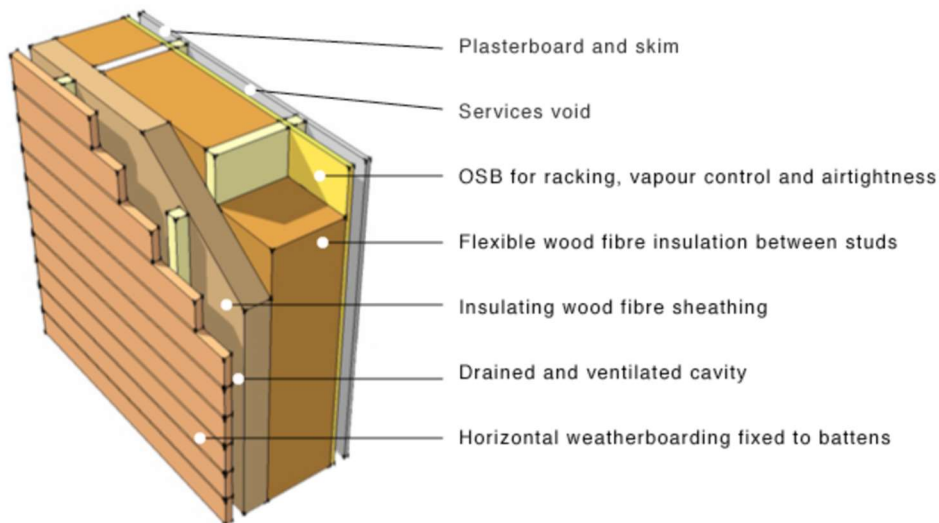 Plasterboard and skim
Services void
OSB for racking, vapour control and airtightness
Flexible wood fibre insulation between studs
Insulating wood fibre sheathing
Drained and ventilated cavity
Horizontal weatherboarding fixed to battens